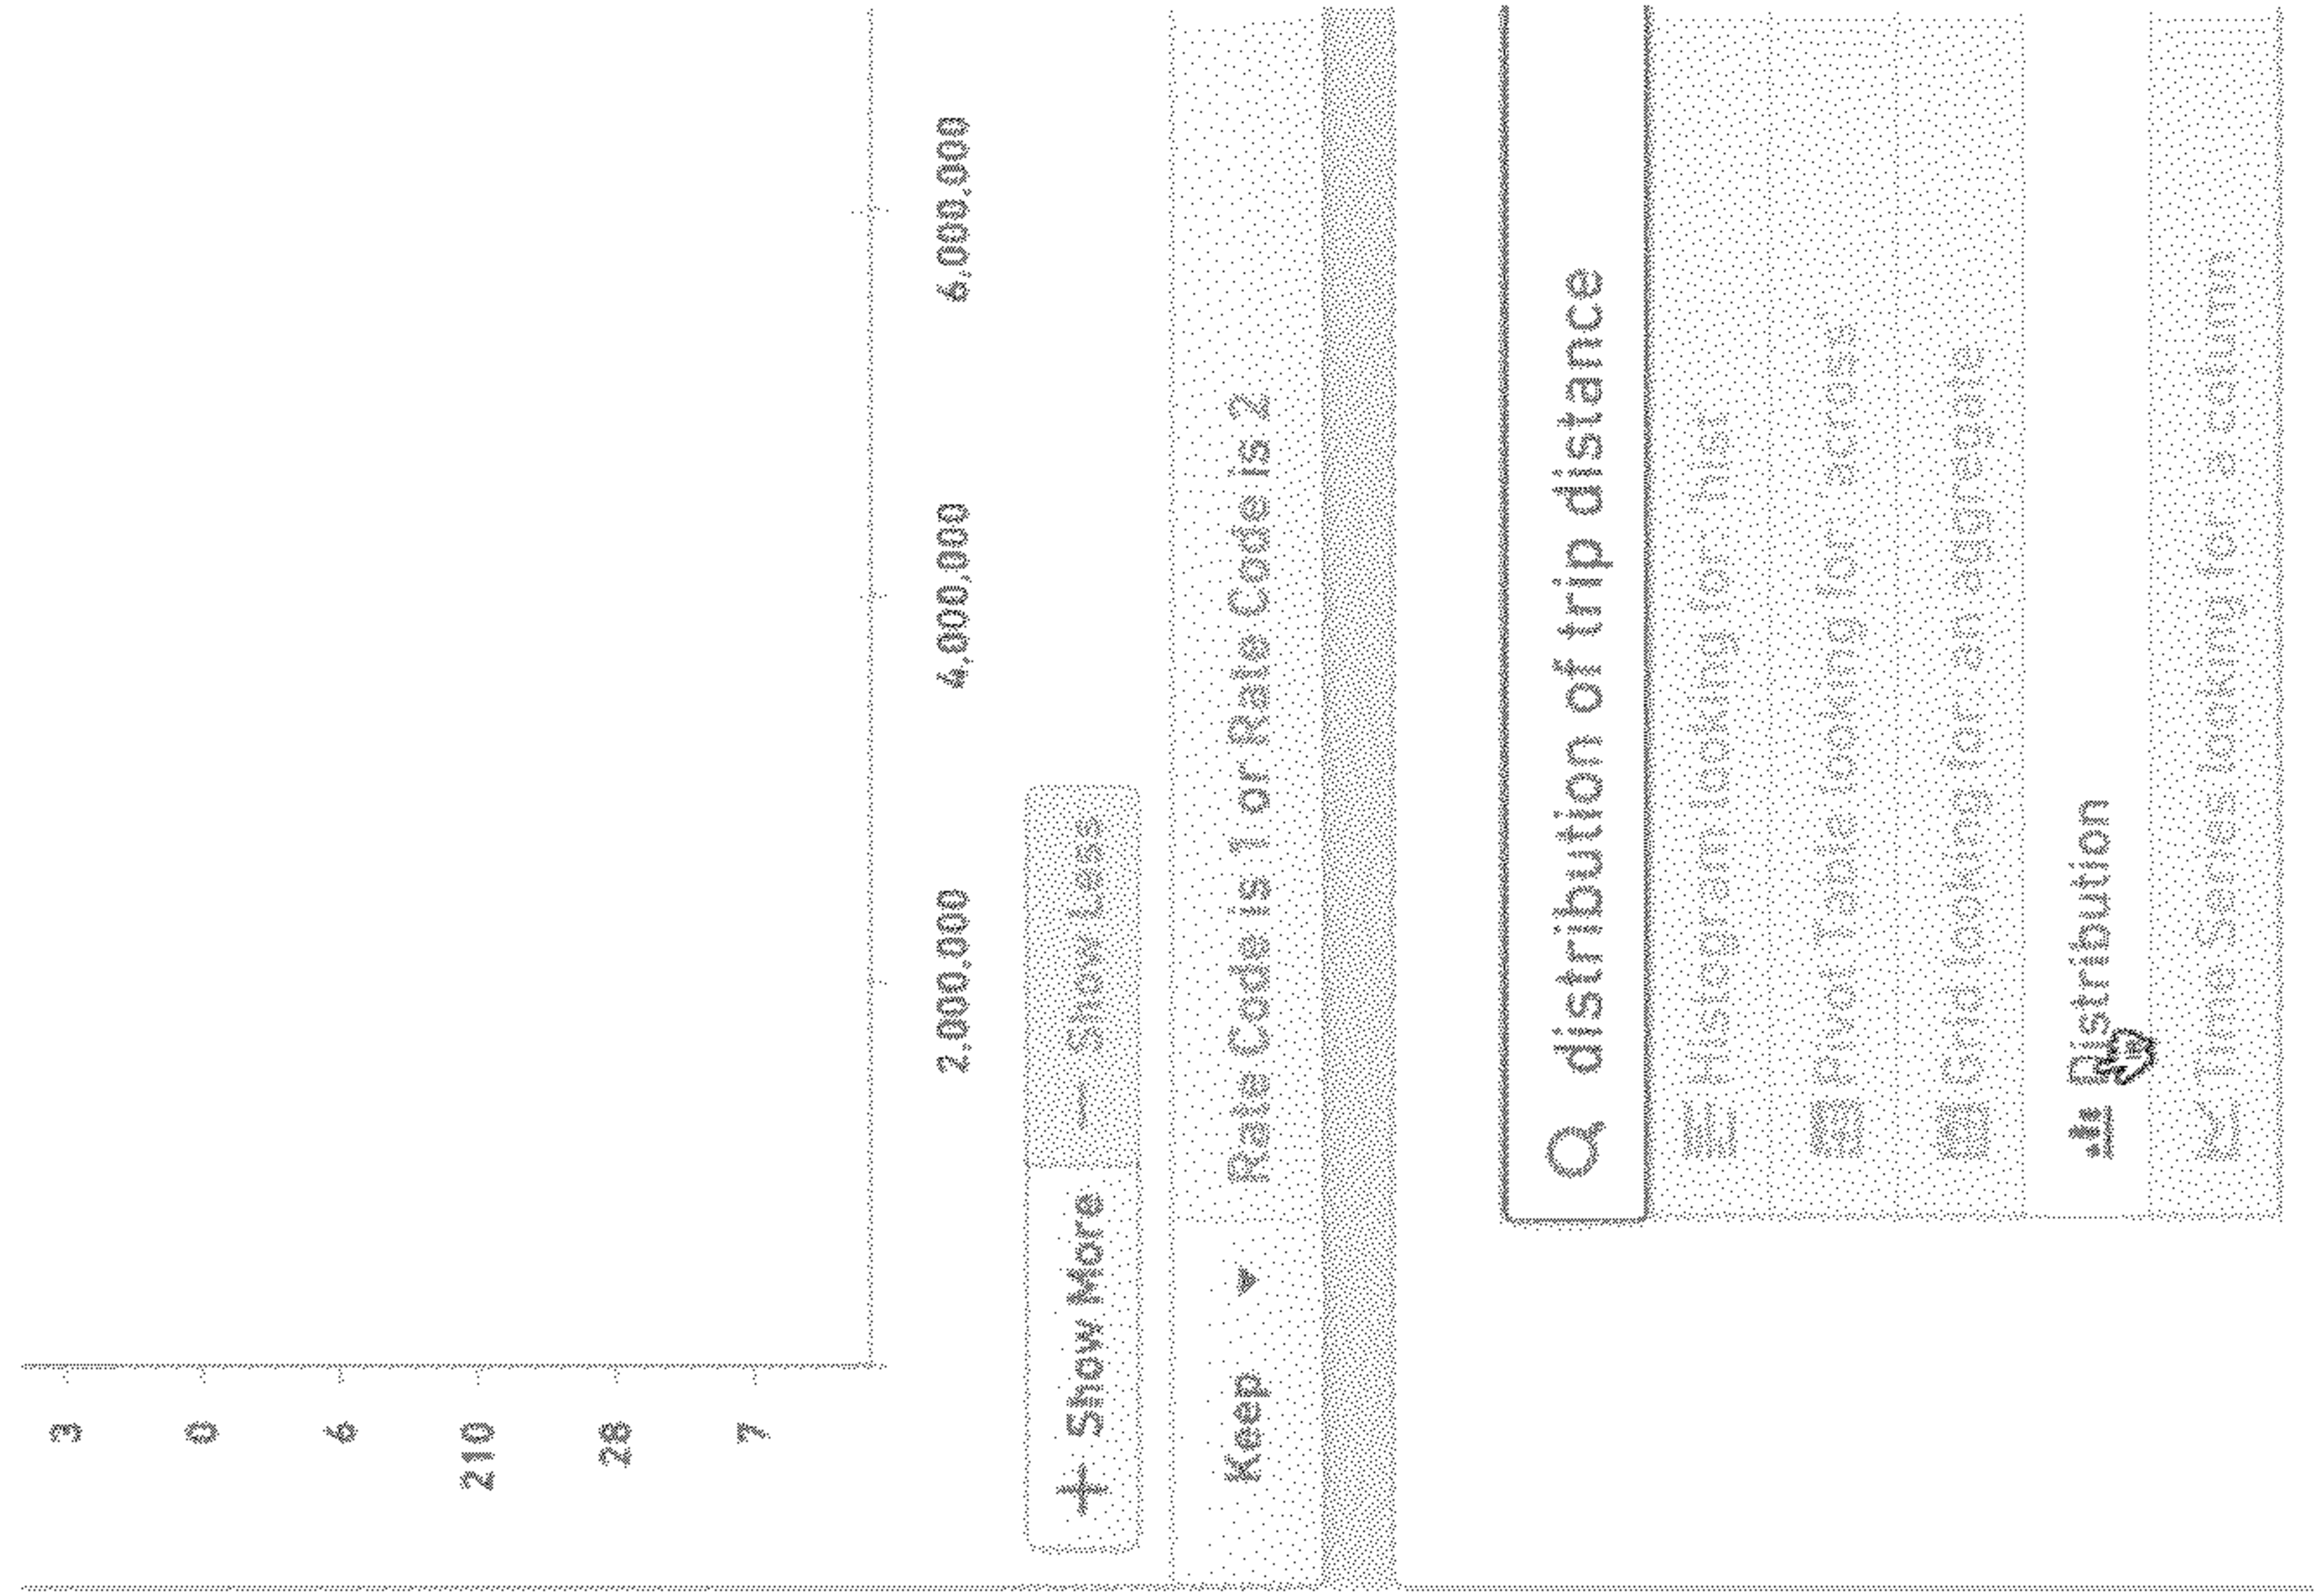 3
0
6
210
28
7
2,000,000
4,000,000
6,000,000
+ Show More
— Show Less
Keep
Rate Code is 1 or Rate Code is 2
distribution of trip distance
Histogram looking for: hist
Pivot Table looking for: across
Grid looking for: an aggregate
Distribution
Time Series looking for: a column